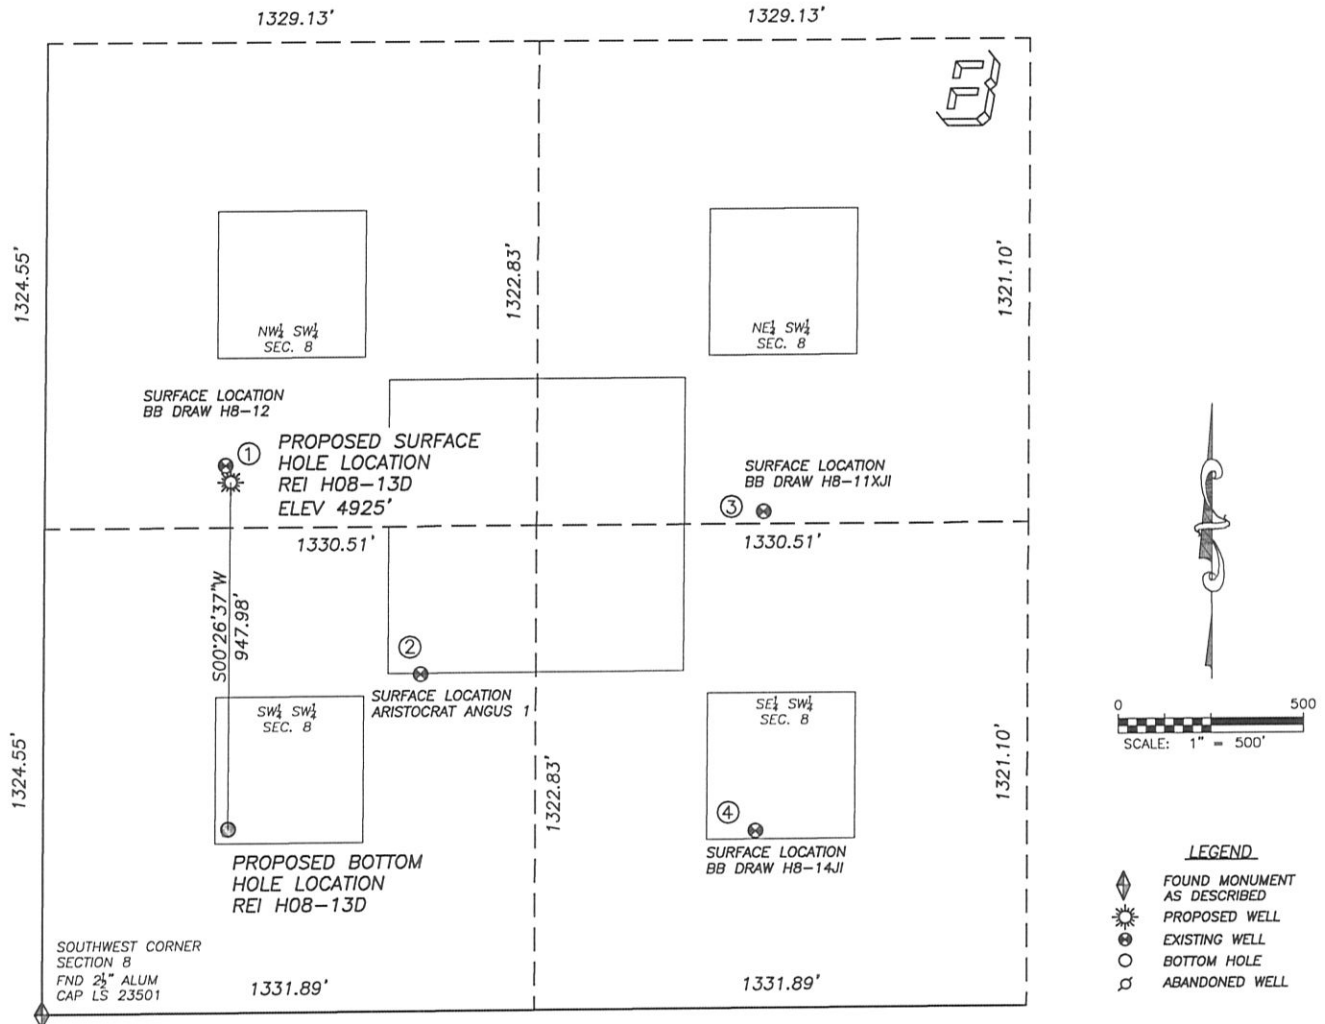 1329.13'
1329.13'
1324.55'
1322.83'
1321.10'
NW¼ SW¼
SEC. 8
NE¼ SW¼
SEC. 8
SURFACE LOCATION
BB DRAW H8-12
①
PROPOSED SURFACE
HOLE LOCATION
REI H08-13D
ELEV 4925'
SURFACE LOCATION
BB DRAW H8-11XJI
③
1330.51'
1330.51'
S00°26'37"W
947.98'
②
SURFACE LOCATION
ARISTOCRAT ANGUS 1
SW¼ SW¼
SEC. 8
SE¼ SW¼
SEC. 8
1324.55'
1322.83'
1321.10'
④
PROPOSED BOTTOM
HOLE LOCATION
REI H08-13D
SURFACE LOCATION
BB DRAW H8-14JI
SOUTHWEST CORNER
SECTION 8
FND 2½" ALUM
CAP LS 23501
1331.89'
1331.89'
0 500
SCALE: 1" = 500'
LEGEND
FOUND MONUMENT
AS DESCRIBED
PROPOSED WELL
EXISTING WELL
BOTTOM HOLE
ABANDONED WELL